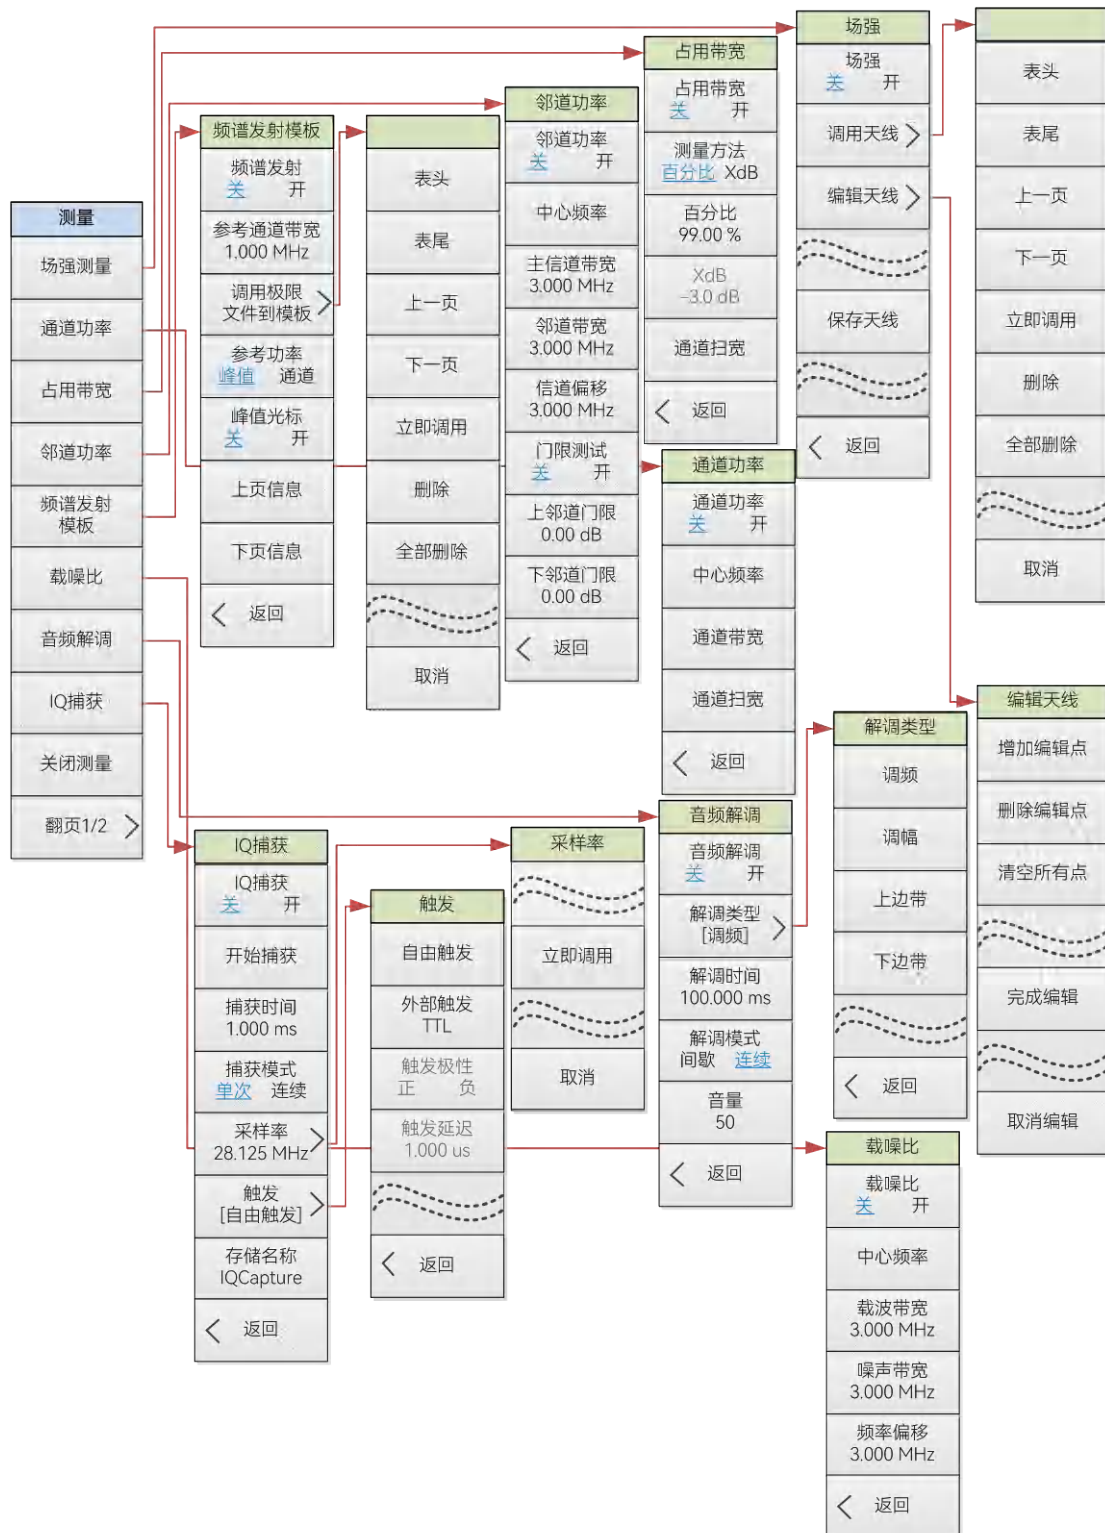 测量
场强测量
通道功率
占用带宽
邻道功率
频谱发射
模板
载噪比
音频解调
IQ捕获
关闭测量
翻页1/2
频谱发射模板
频谱发射
关 开
参考通道带宽
1.000 MHz
调用极限
文件到模板
参考功率
峰值 通道
峰值光标
关 开
上页信息
下页信息
返回
表头
表尾
上一页
下一页
立即调用
删除
全部删除
取消
邻道功率
邻道功率
关 开
中心频率
主信道带宽
3.000 MHz
邻道带宽
3.000 MHz
信道偏移
3.000 MHz
门限测试
关 开
上邻道门限
0.00 dB
下邻道门限
0.00 dB
返回
占用带宽
占用带宽
关 开
测量方法
百分比 XdB
百分比
99.00 %
XdB
-3.0 dB
通道扫宽
返回
通道功率
通道功率
关 开
中心频率
通道带宽
通道扫宽
返回
场强
场强
关 开
调用天线
编辑天线
保存天线
返回
表头
表尾
上一页
下一页
立即调用
删除
全部删除
取消
编辑天线
增加编辑点
删除编辑点
清空所有点
完成编辑
取消编辑
IQ捕获
IQ捕获
关 开
开始捕获
捕获时间
1.000 ms
捕获模式
单次 连续
采样率
28.125 MHz
触发
[自由触发]
存储名称
IQCapture
返回
触发
自由触发
外部触发
TTL
触发极性
正 负
触发延迟
1.000 us
返回
采样率
立即调用
取消
音频解调
音频解调
关 开
解调类型
[调频]
解调时间
100.000 ms
解调模式
间歇 连续
音量
50
返回
解调类型
调频
调幅
上边带
下边带
返回
载噪比
载噪比
关 开
中心频率
载波带宽
3.000 MHz
噪声带宽
3.000 MHz
频率偏移
3.000 MHz
返回